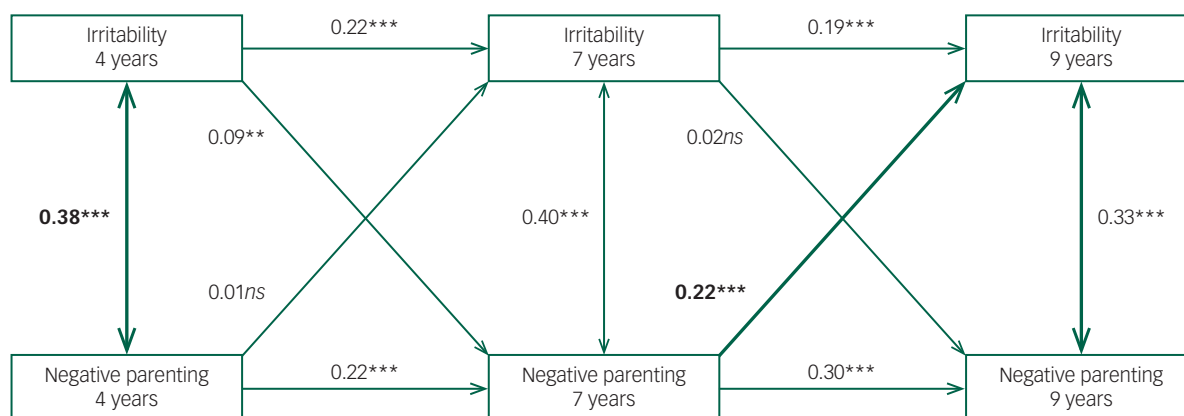 Irritability
4 years
0.22***
Irritability
7 years
0.19***
Irritability
9 years
0.09**
0.02ns
0.38***
0.40***
0.33***
0.01ns
0.22***
Negative parenting
4 years
0.22***
Negative parenting
7 years
0.30***
Negative parenting
9 years